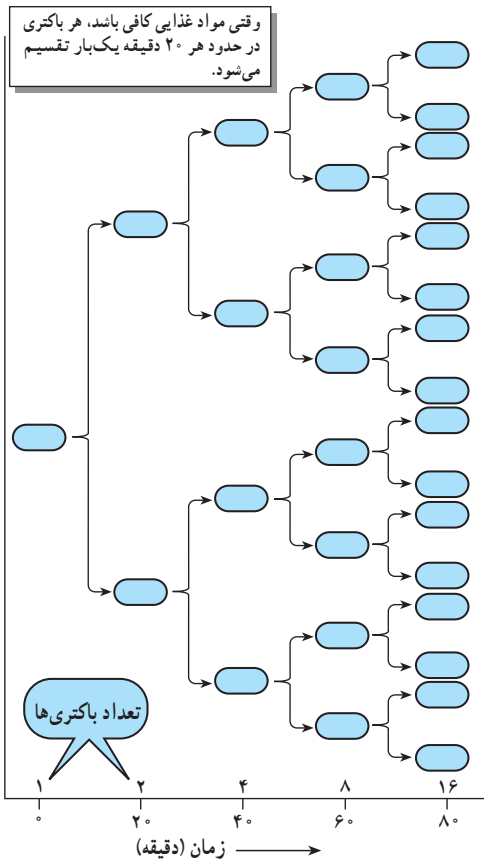 وقتی مواد غذایی کافی باشد، هر باکتری
در حدود هر ۲۰ دقیقه یک‌بار تقسیم
می‌شود.
تعداد باکتری‌ها
۱ ۲ ۴ ۸ ۱۶
۰ ۲۰ ۴۰ ۶۰ ۸۰
زمان (دقیقه)